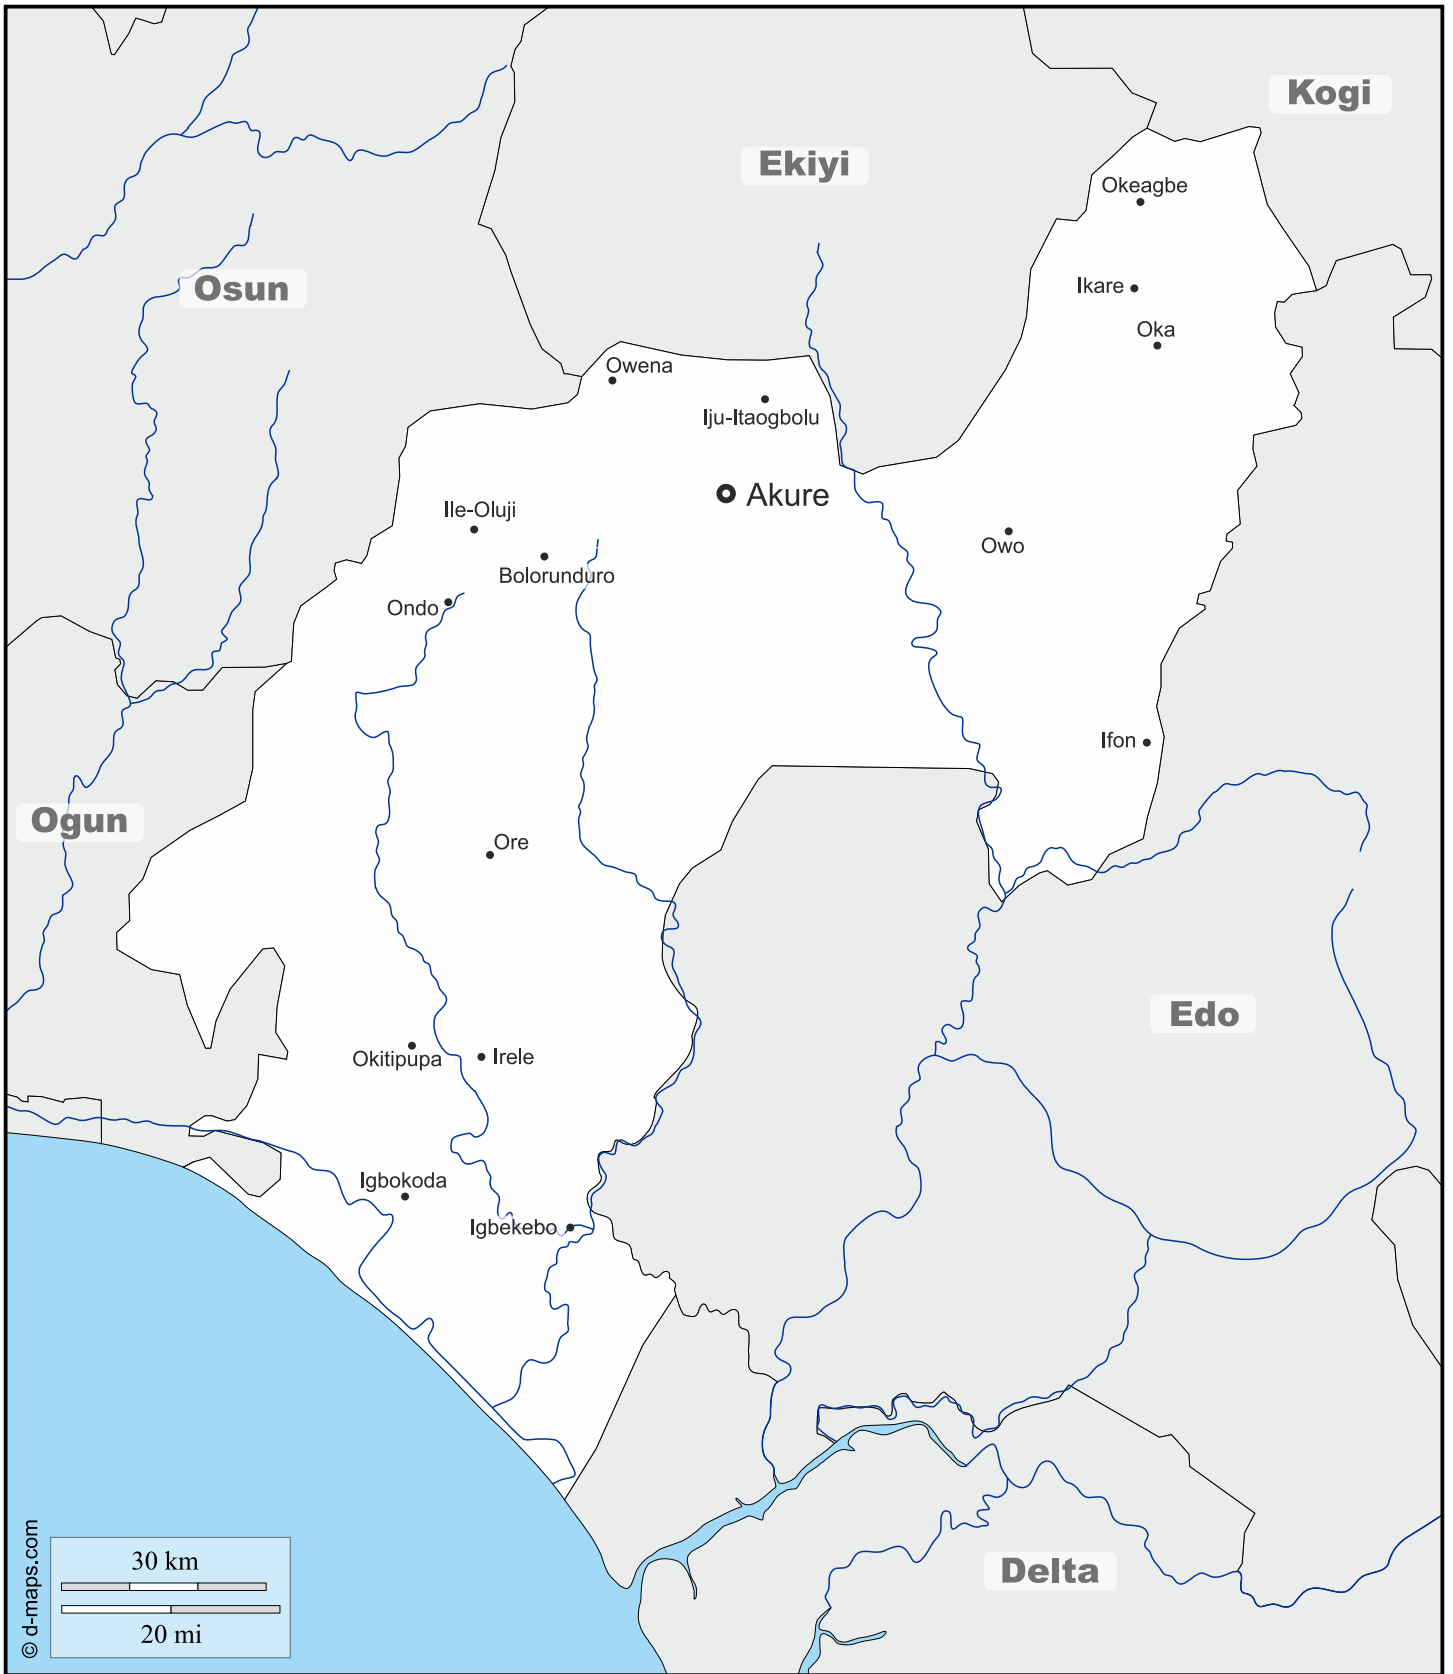 Kogi
Ekiyi
Okeagbe
Osun
Ikare
Oka
Owena
Iju-Itaogbolu
Akure
Ile-Oluji
Owo
Bolorunduro
Ondo
Ifon
Ogun
Ore
Edo
Okitipupa
Irele
Igbokoda
Igbekebo
Delta
30 km
20 mi
© d-maps.com